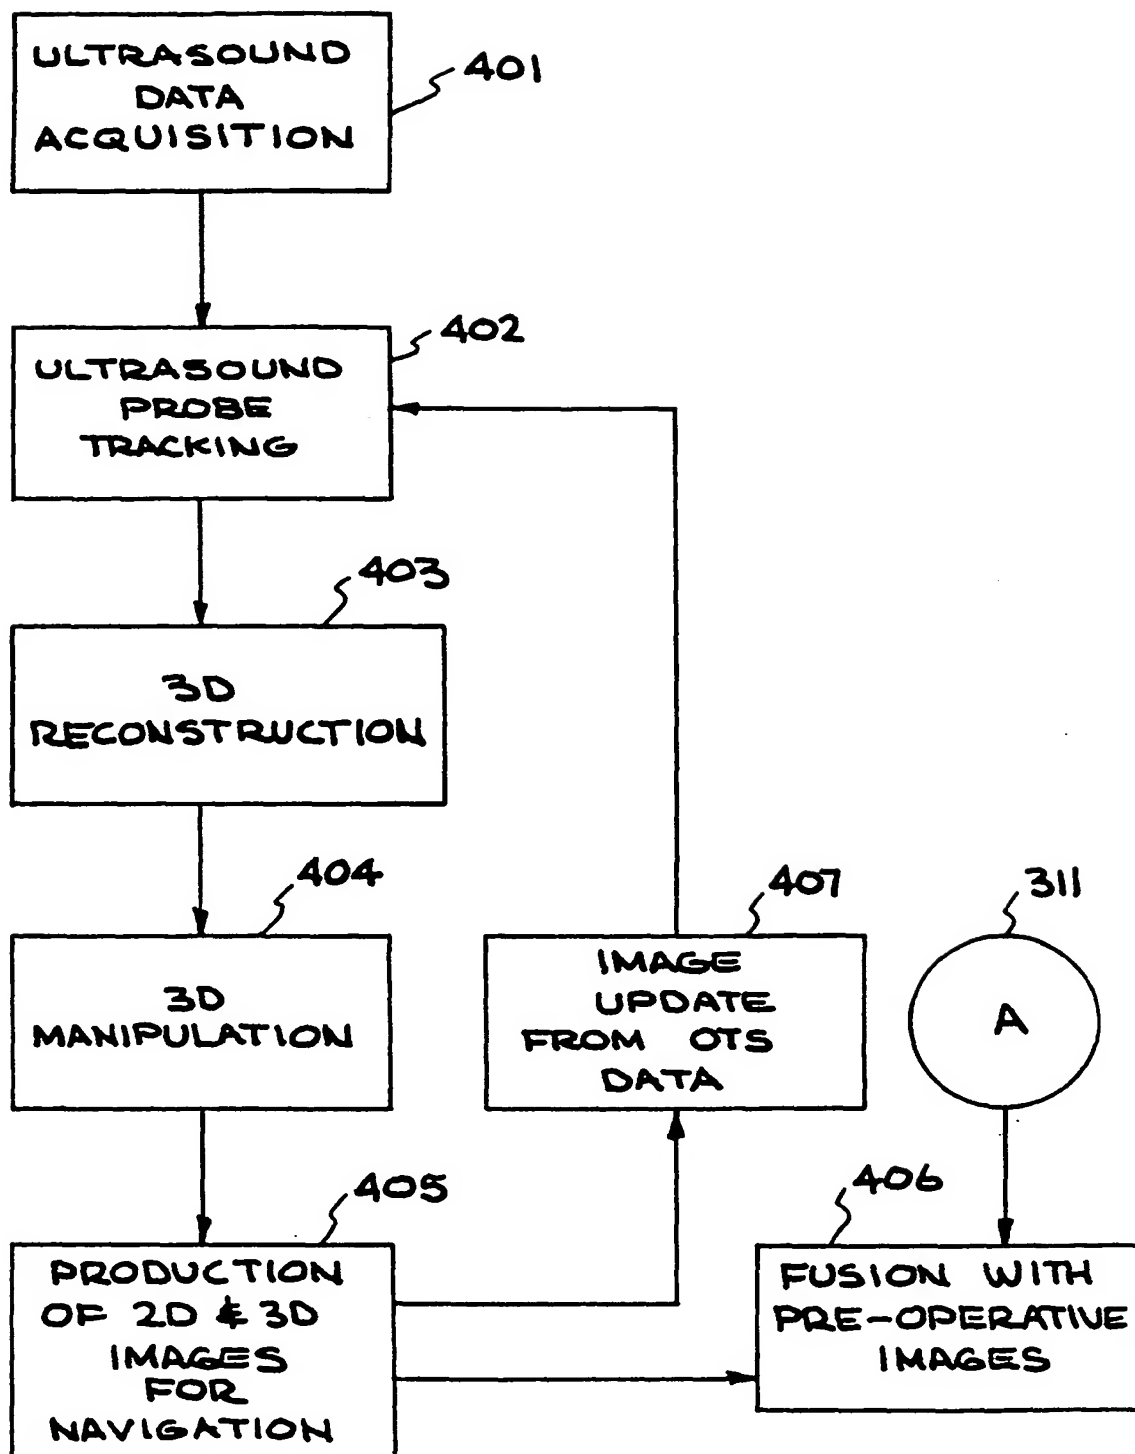 ULTRASOUND
DATA
ACQUISITION
401
ULTRASOUND
PROBE
TRACKING
402
403
3D
RECONSTRUCTION
404
3D
MANIPULATION
407
IMAGE
UPDATE
FROM OTS
DATA
311
A
405
PRODUCTION
OF 2D & 3D
IMAGES
FOR
NAVIGATION
406
FUSION WITH
PRE-OPERATIVE
IMAGES